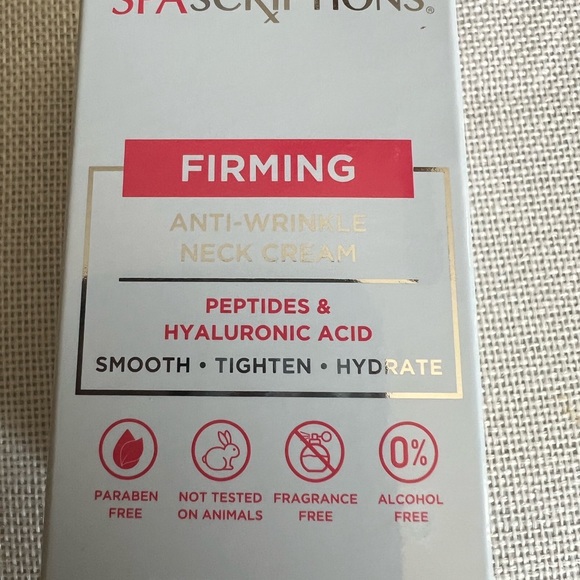 SPASCRIPTIONS®
FIRMING
ANTI-WRINKLE
NECK CREAM
PEPTIDES &
HYALURONIC ACID
SMOOTH • TIGHTEN • HYDRATE
0%
PARABEN FREE
NOT TESTED ON ANIMALS
FRAGRANCE FREE
ALCOHOL FREE